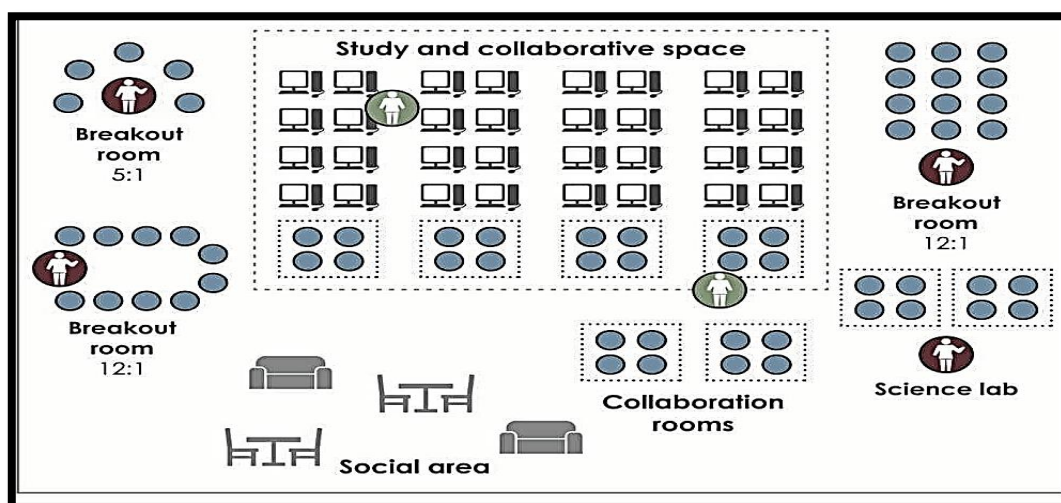 Study and collaborative space
Breakout
room
5:1
Breakout
room
12:1
Breakout
room
12:1
Science lab
Collaboration
rooms
Social area